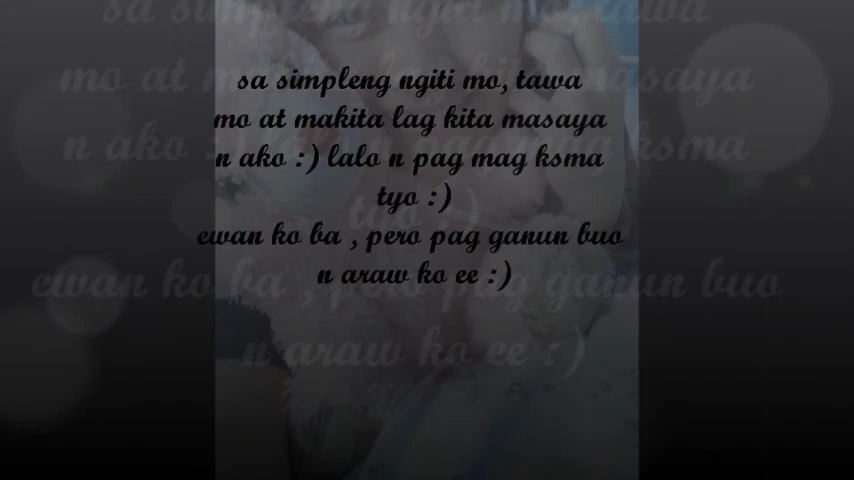 sa simpleng ngiti mo, tawa
mo at makita lag kita masaya
n ako :) lalo n pag mag ksma
tyo :)
ewan ko ba , pero pag ganun buo
n araw ko ee :)